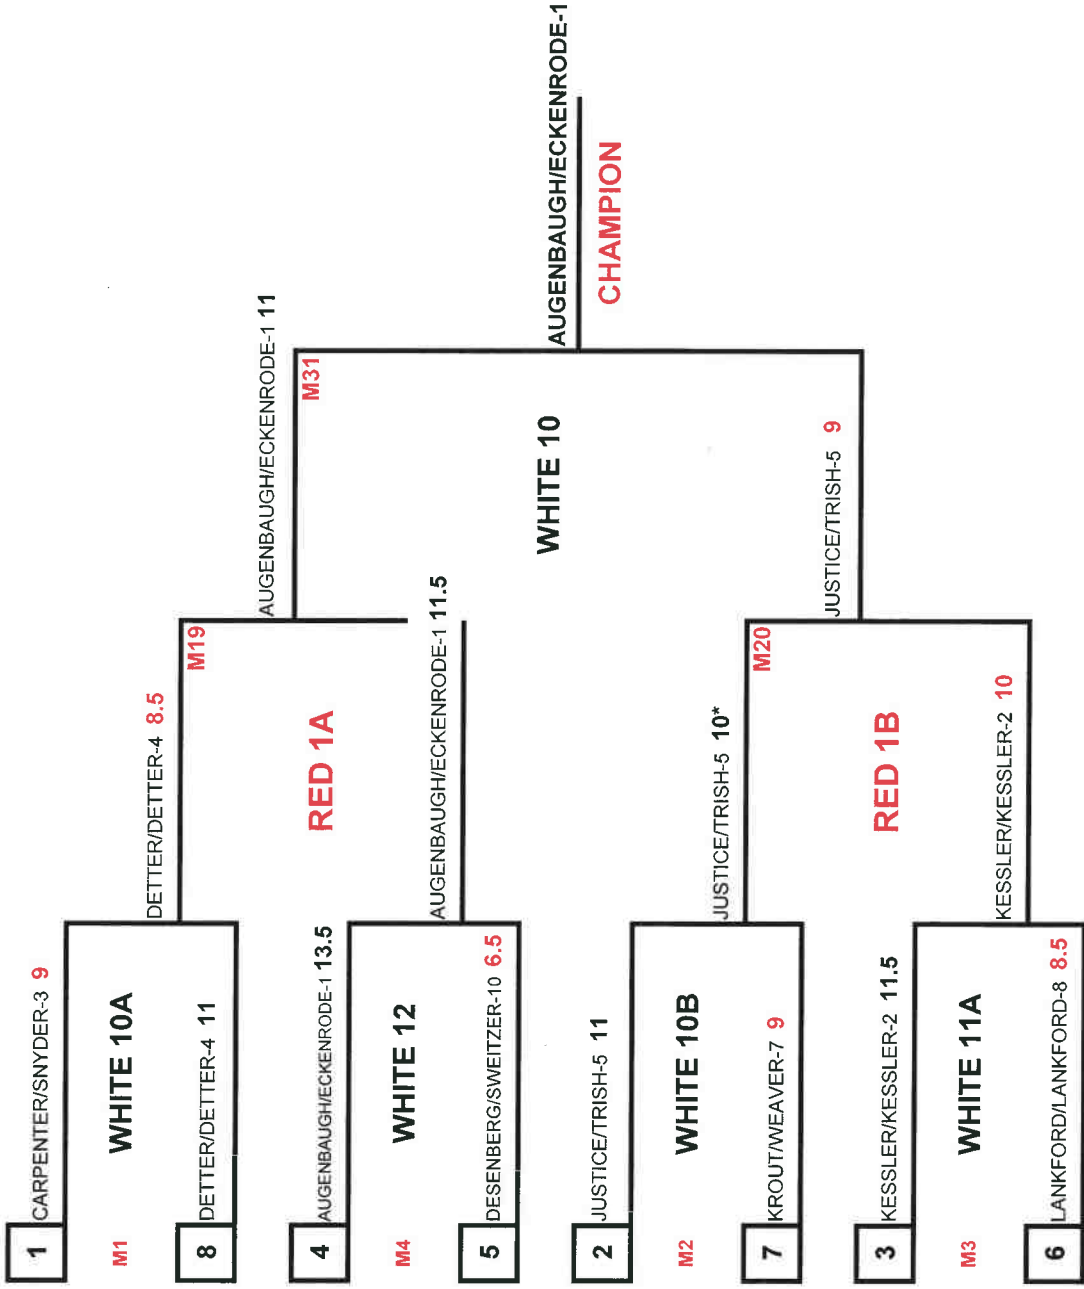 1
CARPENTER/SNYDER-3 9
M1
WHITE 10A
8
DETTER/DETTER-4 11
4
AUGENBAUGH/ECKENRODE-1 13.5
M4
WHITE 12
5
DESENBERG/SWEITZER-10 6.5
2
JUSTICE/TRISH-5 11
M2
WHITE 10B
7
KROUT/WEAVER-7 9
3
KESSLER/KESSLER-2 11.5
M3
WHITE 11A
6
LANKFORD/LANKFORD-8 8.5
DETTER/DETTER-4 8.5
M19
RED 1A
AUGENBAUGH/ECKENRODE-1 11.5
JUSTICE/TRISH-5 10*
M20
RED 1B
KESSLER/KESSLER-2 10
AUGENBAUGH/ECKENRODE-1 11
M31
WHITE 10
JUSTICE/TRISH-5 9
AUGENBAUGH/ECKENRODE-1
CHAMPION